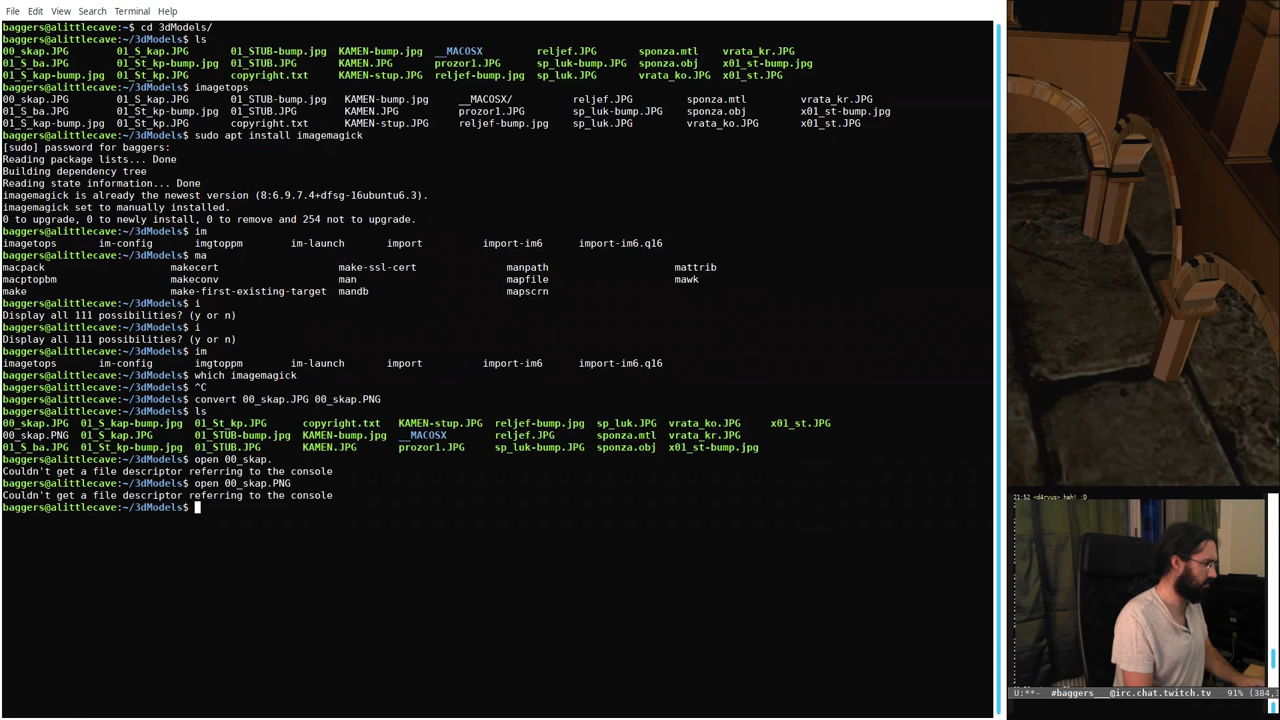 File Edit View Search Terminal Help
baggers@alittlecave:~$ cd 3dModels/
baggers@alittlecave:~/3dModels$ ls
00_skap.JPG 01_S_kap.JPG 01_STUB-bump.jpg KAMEN-bump.jpg __MACOSX reljef.JPG sponza.mtl vrata_kr.JPG
01_S_ba.JPG 01_St_kp-bump.jpg 01_STUB.JPG KAMEN.JPG prozor1.JPG sp_luk-bump.JPG sponza.obj x01_st-bump.jpg
01_S_kap-bump.jpg 01_St_kp.JPG copyright.txt KAMEN-stup.JPG reljef-bump.jpg sp_luk.JPG vrata_ko.JPG x01_st.JPG
baggers@alittlecave:~/3dModels$ imagetops
00_skap.JPG 01_S_kap.JPG 01_STUB-bump.jpg KAMEN-bump.jpg __MACOSX/ reljef.JPG sponza.mtl vrata_kr.JPG
01_S_ba.JPG 01_St_kp-bump.jpg 01_STUB.JPG KAMEN.JPG prozor1.JPG sp_luk-bump.JPG sponza.obj x01_st-bump.jpg
01_S_kap-bump.jpg 01_St_kp.JPG copyright.txt KAMEN-stup.JPG reljef-bump.jpg sp_luk.JPG vrata_ko.JPG x01_st.JPG
baggers@alittlecave:~/3dModels$ sudo apt install imagemagick
[sudo] password for baggers:
Reading package lists... Done
Building dependency tree
Reading state information... Done
imagemagick is already the newest version (8:6.9.7.4+dfsg-16ubuntu6.3).
imagemagick set to manually installed.
0 to upgrade, 0 to newly install, 0 to remove and 254 not to upgrade.
baggers@alittlecave:~/3dModels$ im
imagetops im-config imgtoppm im-launch import import-im6 import-im6.q16
baggers@alittlecave:~/3dModels$ ma
macpack makecert make-ssl-cert manpath mattrib
macptopbm makeconv man mapfile mawk
make make-first-existing-target mandb mapscrn
baggers@alittlecave:~/3dModels$ i
Display all 111 possibilities? (y or n)
baggers@alittlecave:~/3dModels$ i
Display all 111 possibilities? (y or n)
baggers@alittlecave:~/3dModels$ im
imagetops im-config imgtoppm im-launch import import-im6 import-im6.q16
baggers@alittlecave:~/3dModels$ which imagemagick
baggers@alittlecave:~/3dModels$ ^C
baggers@alittlecave:~/3dModels$ convert 00_skap.JPG 00_skap.PNG
baggers@alittlecave:~/3dModels$ ls
00_skap.JPG 01_S_kap-bump.jpg 01_St_kp.JPG copyright.txt KAMEN-stup.JPG reljef-bump.jpg sp_luk.JPG vrata_ko.JPG x01_st.JPG
00_skap.PNG 01_S_kap.JPG 01_STUB-bump.jpg KAMEN-bump.jpg __MACOSX reljef.JPG sponza.mtl vrata_kr.JPG
01_S_ba.JPG 01_St_kp-bump.jpg 01_STUB.JPG KAMEN.JPG prozor1.JPG sp_luk-bump.JPG sponza.obj x01_st-bump.jpg
baggers@alittlecave:~/3dModels$ open 00_skap.
Couldn't get a file descriptor referring to the console
baggers@alittlecave:~/3dModels$ open 00_skap.PNG
Couldn't get a file descriptor referring to the console
baggers@alittlecave:~/3dModels$
21:52 <d4ryus> hah! :D
U:**- #baggers___@irc.chat.twitch.tv 91% (384,